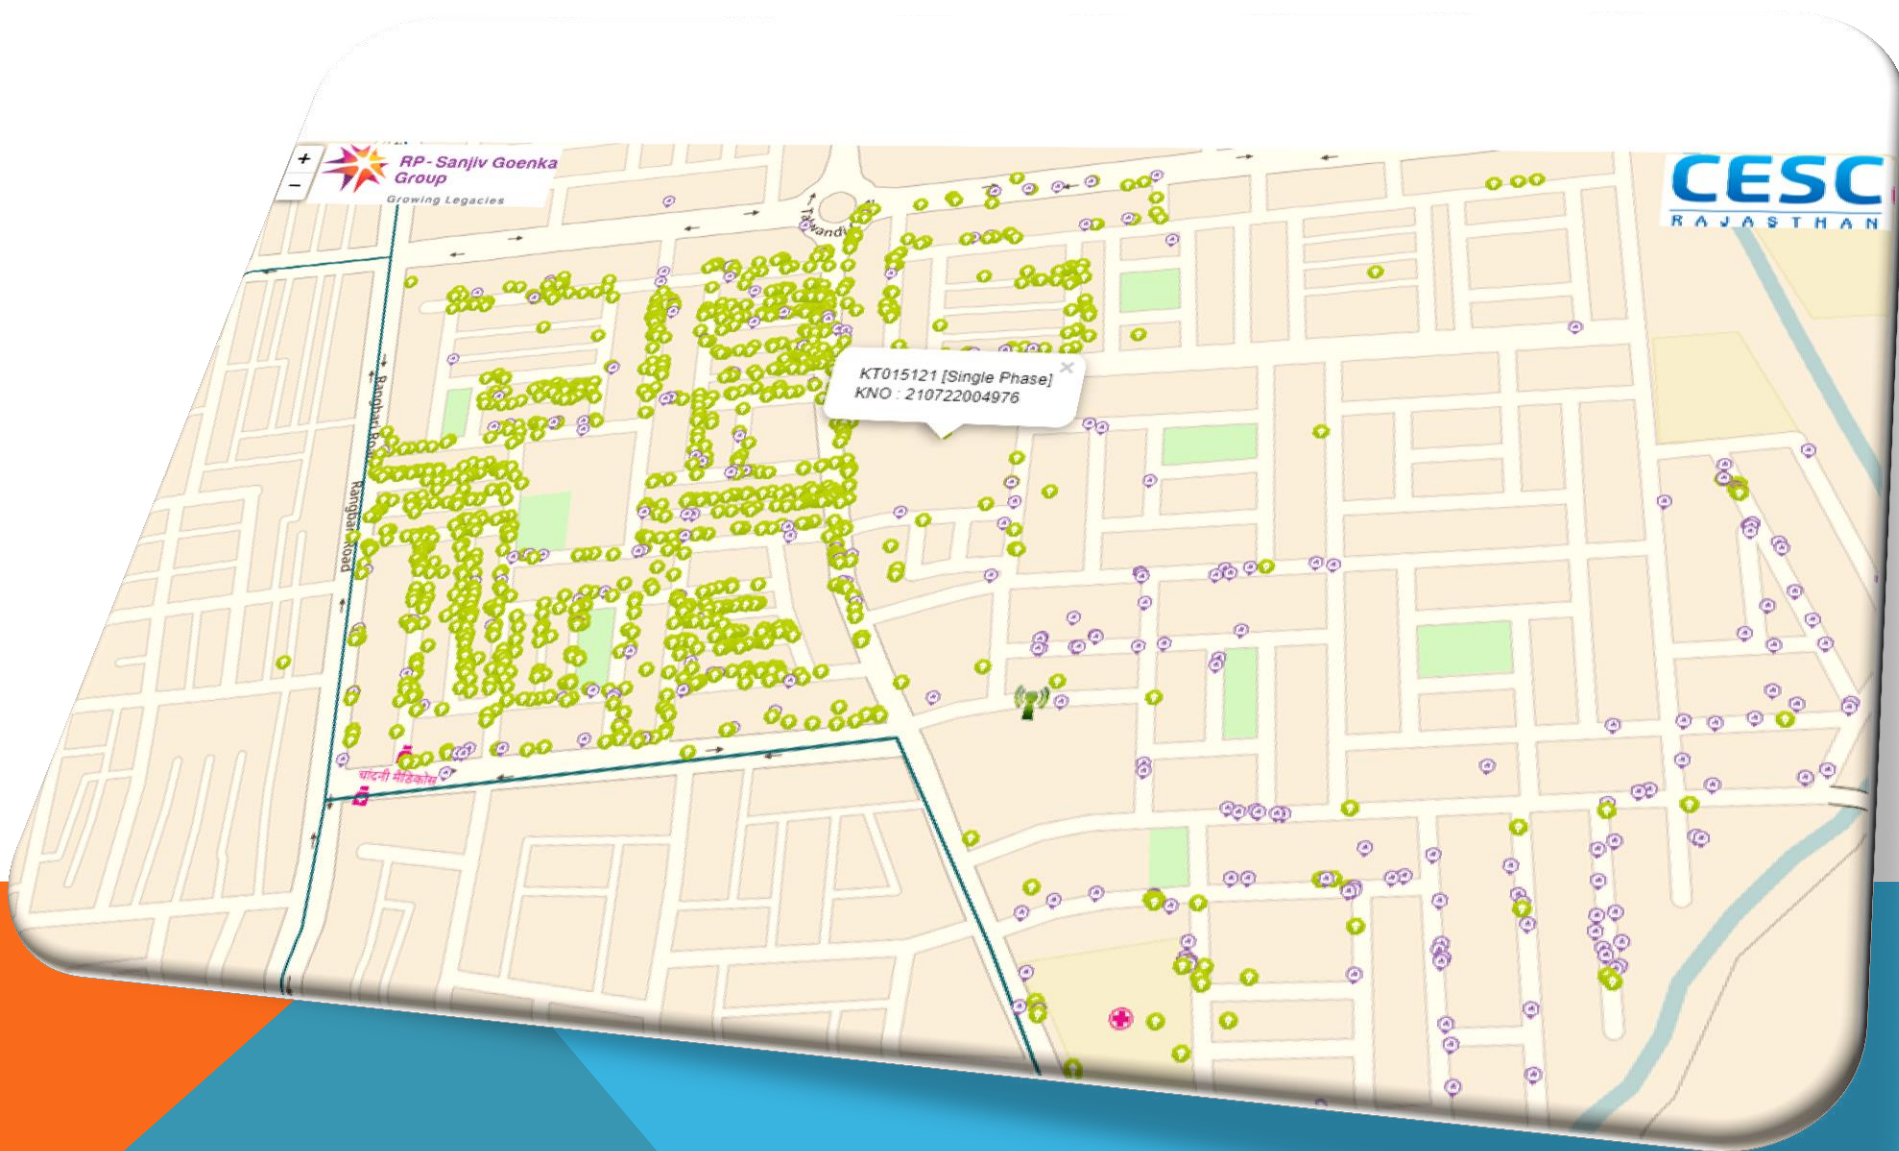 +
−
RP - Sanjiv Goenka
Group
Growing Legacies
CESC
RAJASTHAN
KT015121 [Single Phase]
KNO : 210722004976
×
Rangbari Road
Rangbari Road
चांदनी मेडिकोस